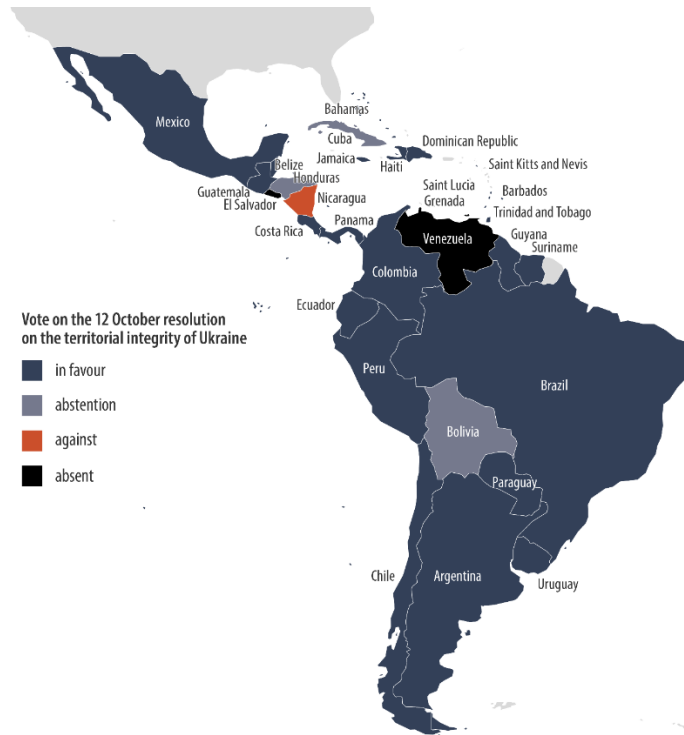 Bahamas
Mexico
Cuba
Dominican Republic
Jamaica
Haiti
Belize
Saint Kitts and Nevis
Honduras
Guatemala
Nicaragua
Saint Lucia
Barbados
El Salvador
Grenada
Trinidad and Tobago
Panama
Costa Rica
Venezuela
Guyana
Suriname
Colombia
Ecuador
Vote on the 12 October resolution
on the territorial integrity of Ukraine
in favour
abstention
against
absent
Peru
Brazil
Bolivia
Paraguay
Chile
Argentina
Uruguay